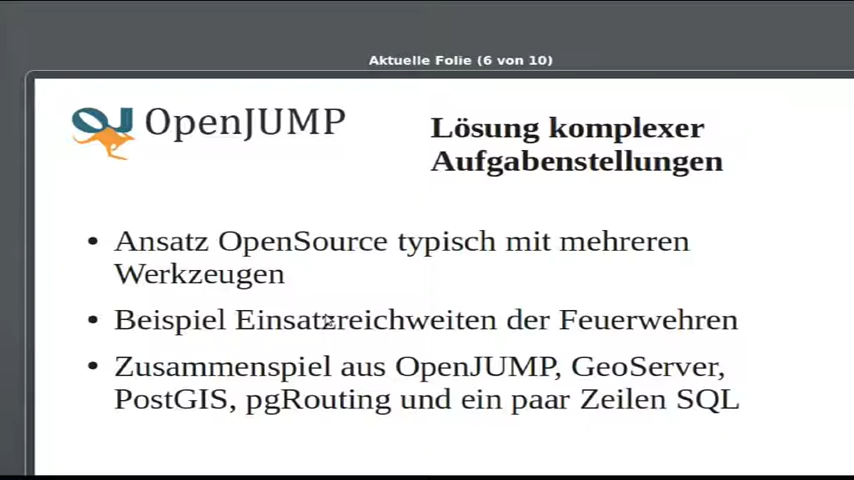 Aktuelle Folie (6 von 10)
OJ OpenJUMP
Lösung komplexer
Aufgabenstellungen
• Ansatz OpenSource typisch mit mehreren
Werkzeugen
• Beispiel Einsatzreichweiten der Feuerwehren
• Zusammenspiel aus OpenJUMP, GeoServer,
PostGIS, pgRouting und ein paar Zeilen SQL